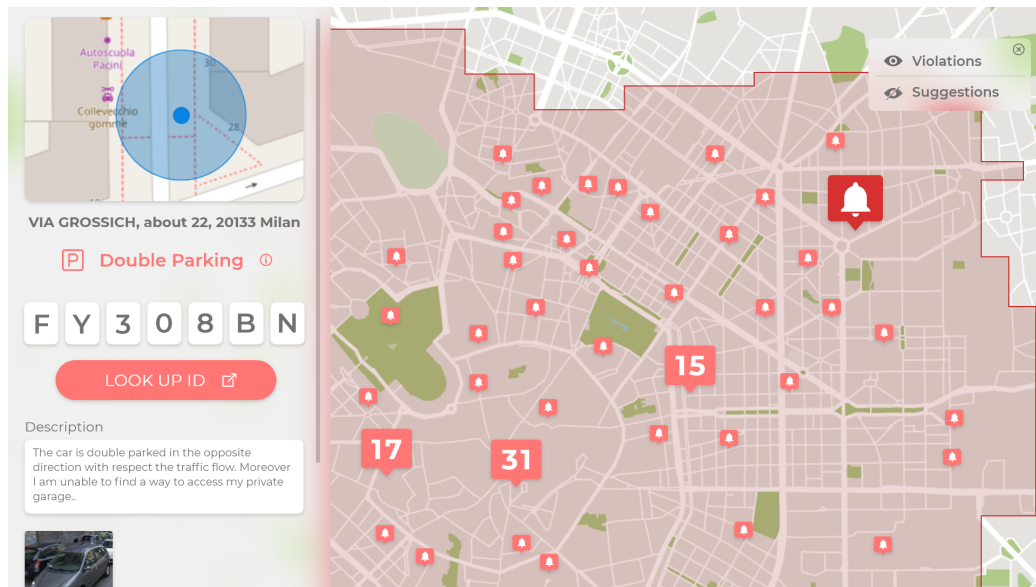 Autoscuola
Pacini
30
Collevecchio
gomme
28
VIA GROSSICH, about 22, 20133 Milan
P Double Parking
F Y 3 0 8 B N
LOOK UP ID
Description
The car is double parked in the opposite
direction with respect the traffic flow. Moreover
I am unable to find a way to access my private
garage..
Violations
Suggestions
15
17
31